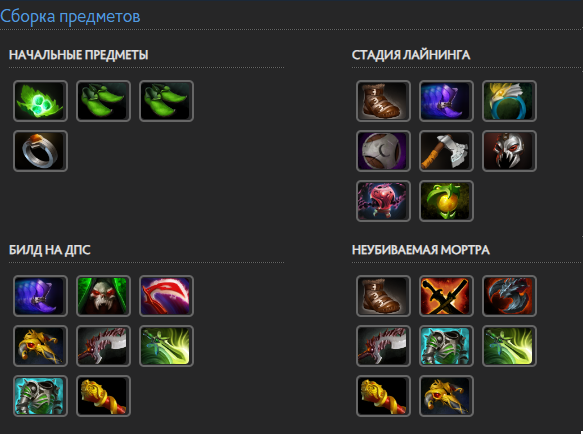 Сборка предметов
НАЧАЛЬНЫЕ ПРЕДМЕТЫ
СТАДИЯ ЛАЙНИНГА
БИЛД НА ДПС
НЕУБИВАЕМАЯ МОРТРА